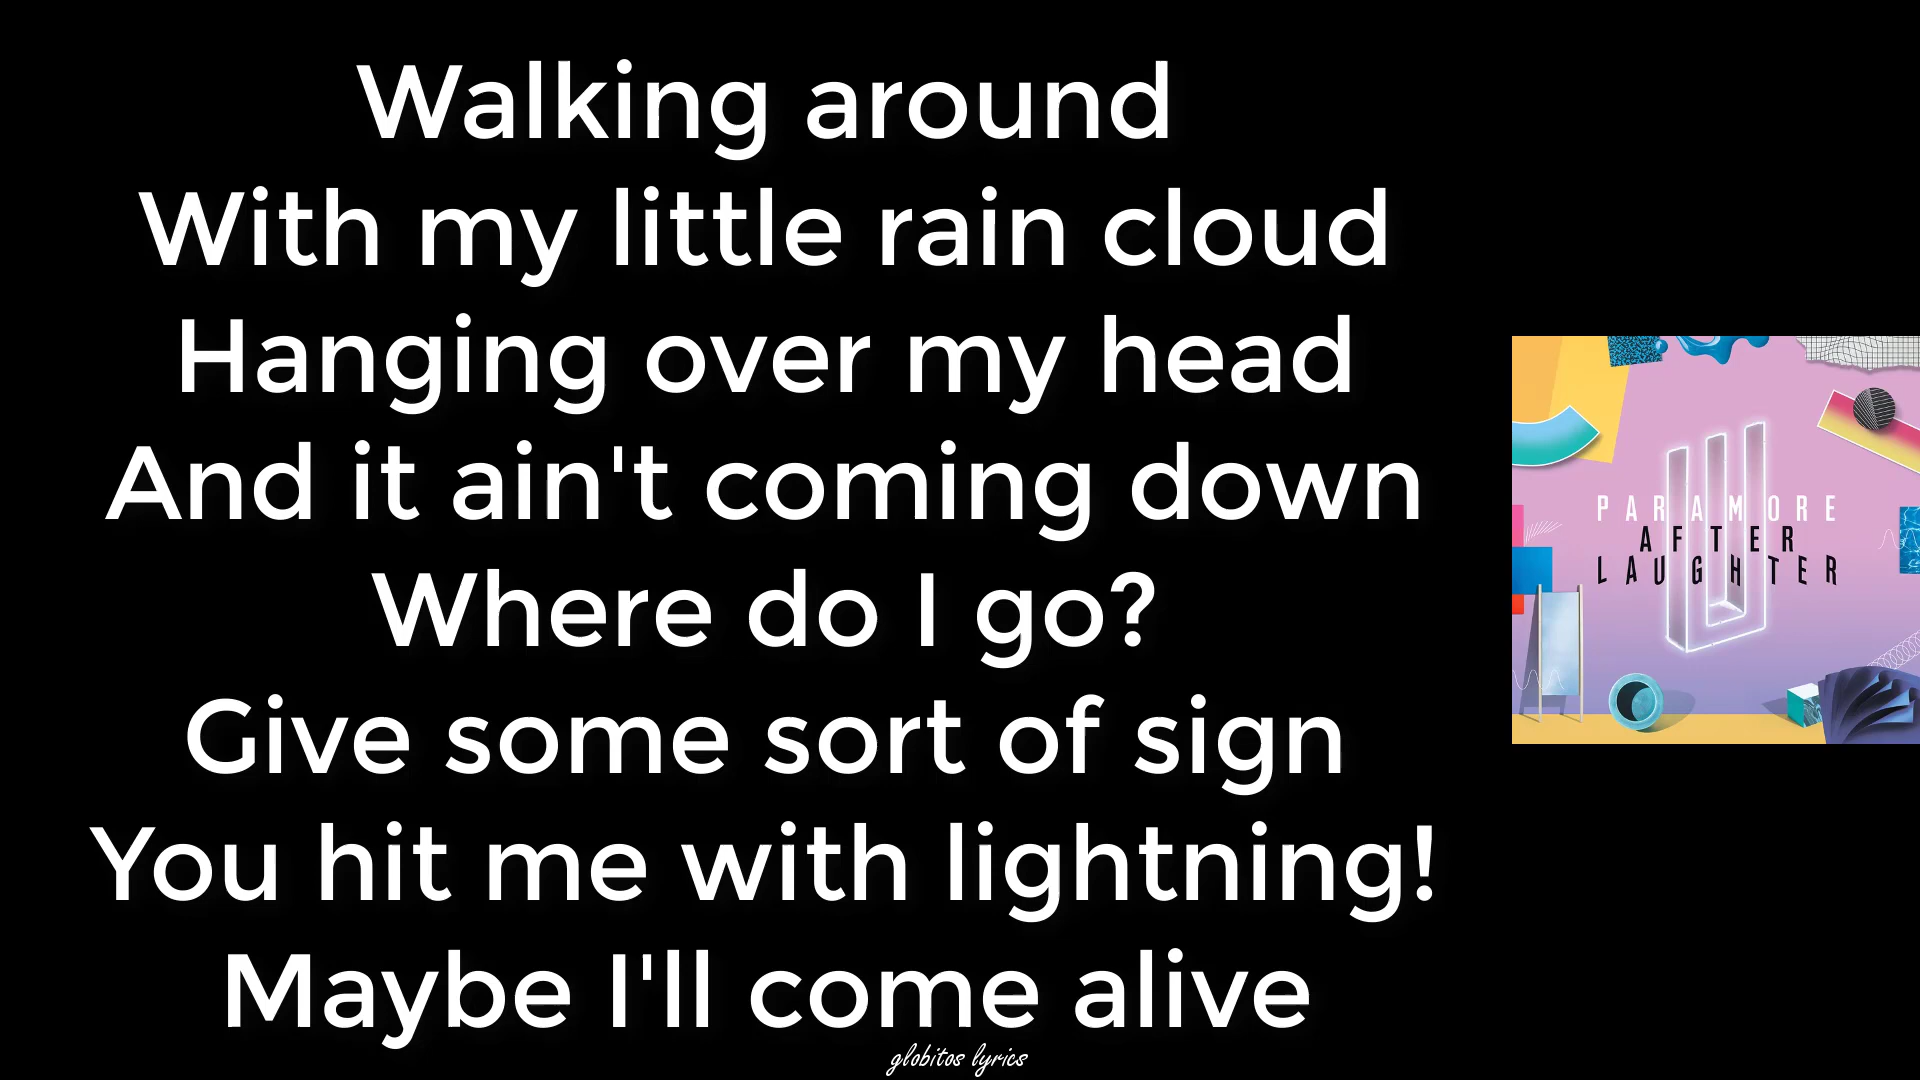 Walking around
With my little rain cloud
Hanging over my head
And it ain't coming down
Where do I go?
Give some sort of sign
You hit me with lightning!
Maybe I'll come alive
PARAMORE
AFTER
LAUGHTER
globitos lyrics